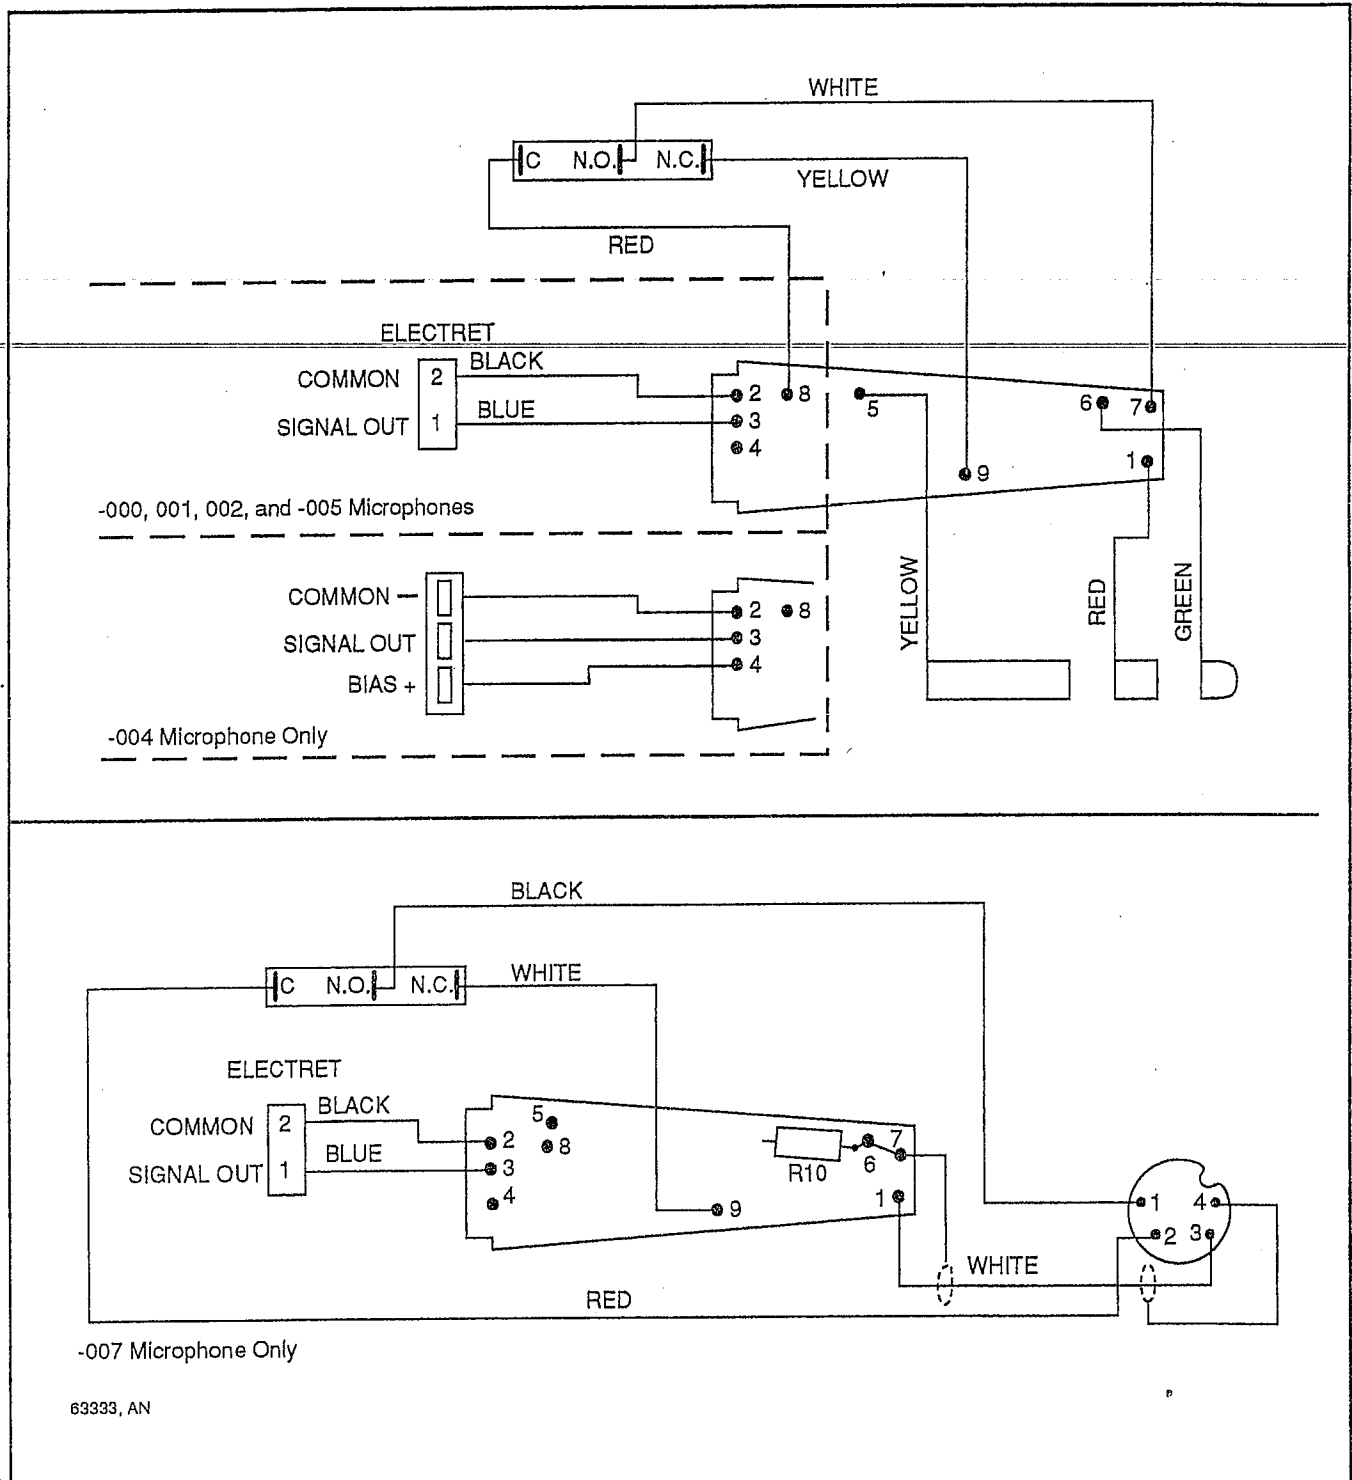 WHITE
C N.O. N.C.
YELLOW
RED
ELECTRET
BLACK
COMMON 2
2 8
5
6 7
SIGNAL OUT 1
BLUE
3
4
1
9
-000, 001, 002, and -005 Microphones
YELLOW
RED
GREEN
COMMON –
2 8
SIGNAL OUT
3
4
BIAS +
-004 Microphone Only
BLACK
C N.O. N.C.
WHITE
ELECTRET
COMMON 2
BLACK
5
2 8
7
6
R10
SIGNAL OUT 1
BLUE
3
4
9
1
1 4
2 3
WHITE
RED
-007 Microphone Only
63333, AN